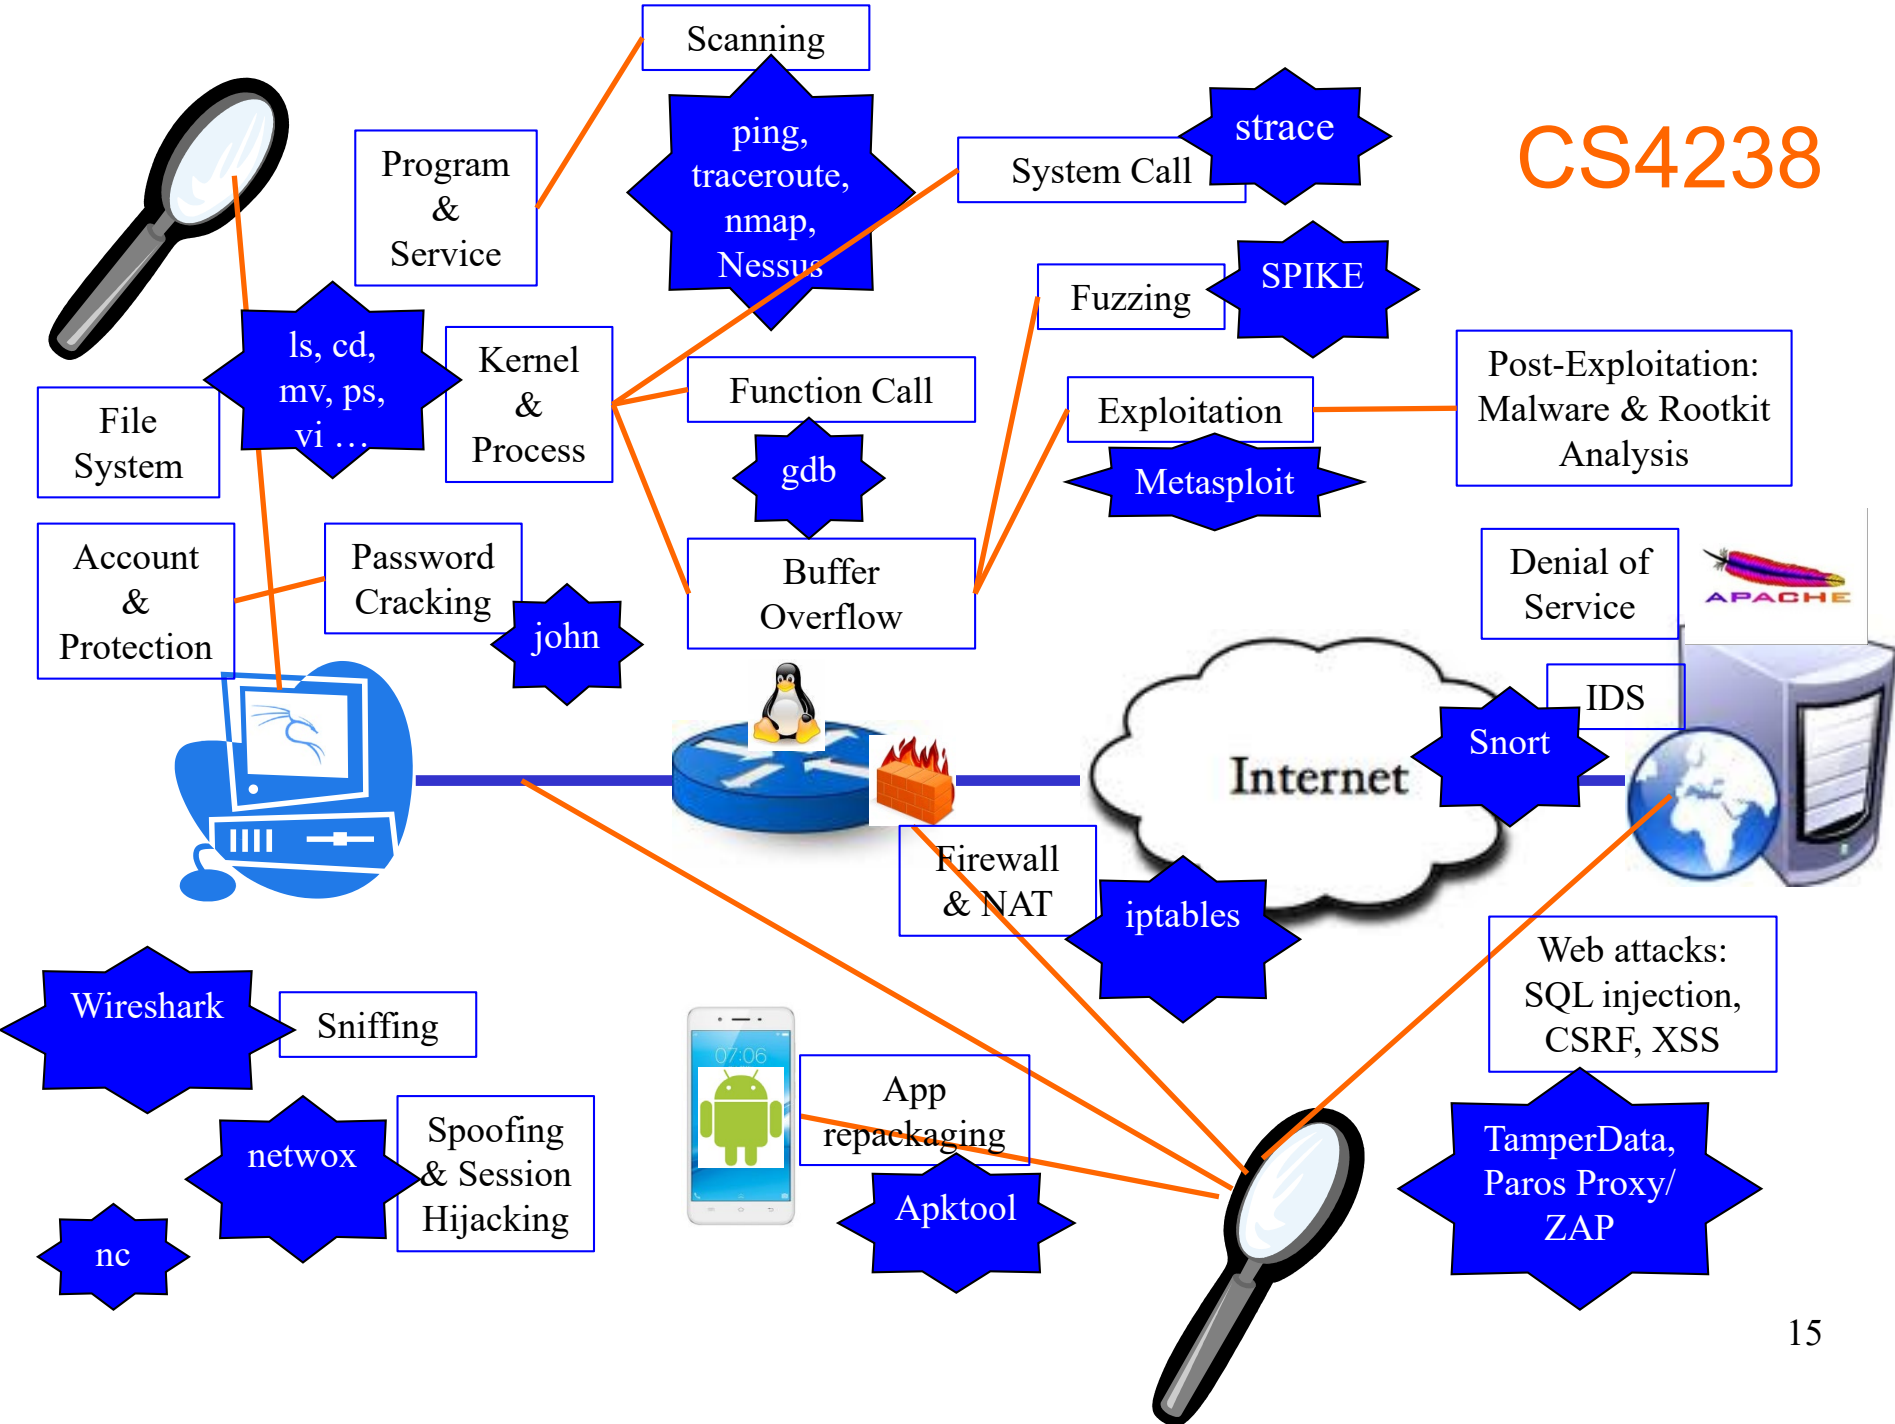 Scanning
CS4238
Program
&
Service
ping,
traceroute,
nmap,
Nessus
System Call
strace
Fuzzing
SPIKE
ls, cd,
mv, ps,
vi …
Kernel
&
Process
Function Call
gdb
Exploitation
Metasploit
Post-Exploitation:
Malware & Rootkit
Analysis
File
System
Account
&
Protection
Password
Cracking
john
Buffer
Overflow
Denial of
Service
APACHE
IDS
Snort
Internet
Firewall
& NAT
iptables
Web attacks:
SQL injection,
CSRF, XSS
TamperData,
Paros Proxy/
ZAP
Wireshark
Sniffing
netwox
Spoofing
& Session
Hijacking
nc
07:06
App
repackaging
Apktool
15